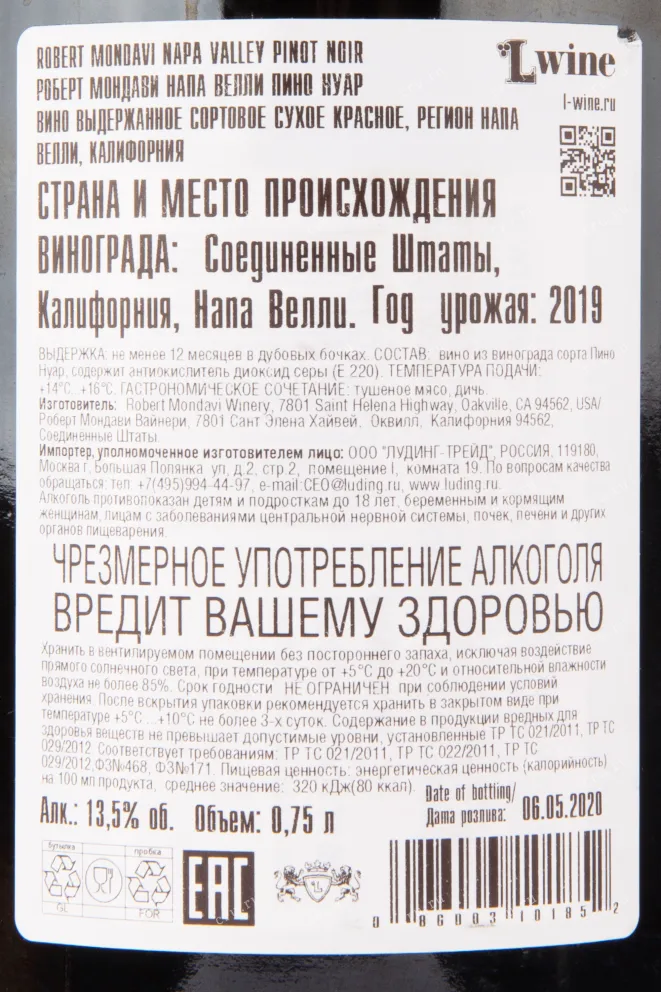 ROBERT MONDAVI NAPA VALLEY PINOT NOIR
РОБЕРТ МОНДАВИ НАПА ВЕЛЛИ ПИНО НУАР
ВИНО ВЫДЕРЖАННОЕ СОРТОВОЕ СУХОЕ КРАСНОЕ, РЕГИОН НАПА
ВЕЛЛИ, КАЛИФОРНИЯ
Lwine
l-wine.ru
СТРАНА И МЕСТО ПРОИСХОЖДЕНИЯ
ВИНОГРАДА: Соединенные Штаты,
Калифорния, Напа Велли. Год урожая: 2019
ВЫДЕРЖКА: не менее 12 месяцев в дубовых бочках. СОСТАВ: вино из винограда сорта Пино
Нуар, содержит антиокислитель диоксид серы (Е 220). ТЕМПЕРАТУРА ПОДАЧИ:
+14°C...+16°C. ГАСТРОНОМИЧЕСКОЕ СОЧЕТАНИЕ: тушеное мясо, дичь.
Изготовитель: Robert Mondavi Winery, 7801 Saint Helena Highway, Oakville, CA 94562, USA/
Роберт Мондави Вайнери, 7801 Сант Элена Хайвей, Оквилл, Калифорния 94562,
Соединенные Штаты.
Импортер, уполномоченное изготовителем лицо: ООО "ЛУДИНГ-ТРЕЙД", РОССИЯ, 119180,
Москва г, Большая Полянка ул, д.2, стр.2, помещение I, комната 19. По вопросам качества
обращаться: тел. +7(495)994-44-97, e-mail:CEO@luding.ru, www.luding.ru.
Алкоголь противопоказан детям и подросткам до 18 лет, беременным и кормящим
женщинам, лицам с заболеваниями центральной нервной системы, почек, печени и других
органов пищеварения.
ЧРЕЗМЕРНОЕ УПОТРЕБЛЕНИЕ АЛКОГОЛЯ
ВРЕДИТ ВАШЕМУ ЗДОРОВЬЮ
Хранить в вентилируемом помещении без постороннего запаха, исключая воздействие
прямого солнечного света, при температуре от +5°C до +20°C и относительной влажности
воздуха не более 85%. Срок годности НЕ ОГРАНИЧЕН при соблюдении условий
хранения. После вскрытия упаковки рекомендуется хранить в закрытом виде при
температуре +5°C ...+10°C не более 3-х суток. Содержание в продукции вредных для
здоровья веществ не превышает допустимые уровни, установленные ТР ТС 021/2011, ТР ТС
029/2012. Соответствует требованиям: ТР ТС 021/2011, ТР ТС 022/2011, ТР ТС
029/2012,ФЗ№468, ФЗ№171. Пищевая ценность: энергетическая ценность (калорийность)
на 100 мл продукта, среднее значение: 320 кДж(80 ккал).
Алк.: 13,5% об. Объем: 0,75 л
Date of bottling/
Дата розлива: 06.05.2020
бутылка
пробка
GL
FOR
EAC
0 86003 10185 2